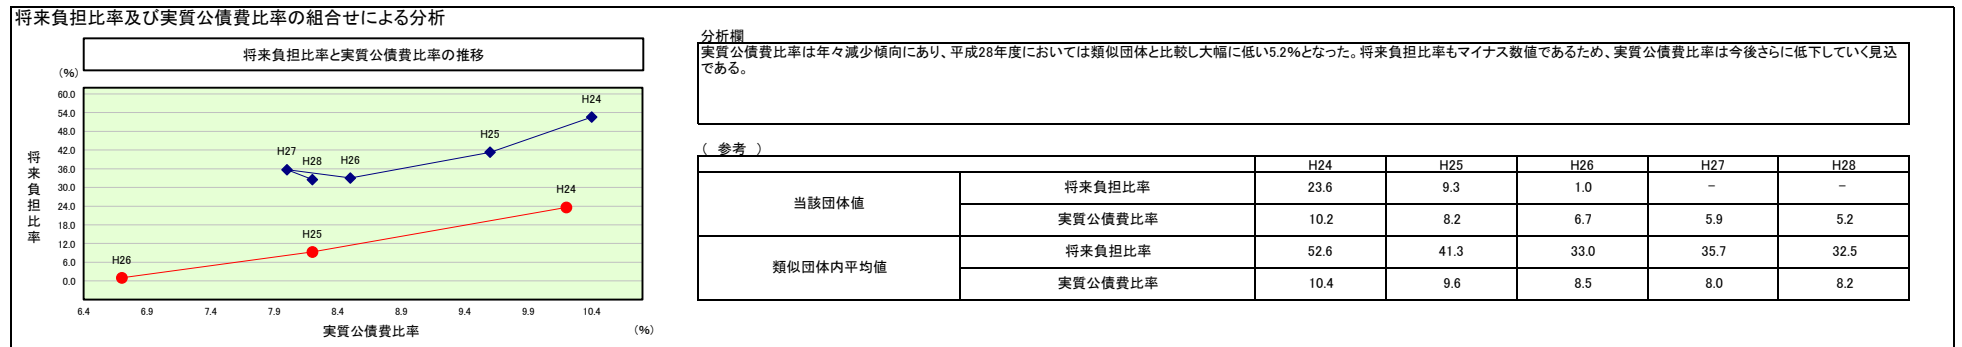 将来負担比率及び実質公債費比率の組合せによる分析
将来負担比率と実質公債費比率の推移
(%)
60.0
54.0
48.0
42.0
36.0
30.0
24.0
18.0
12.0
6.0
0.0
将来負担比率
H24
H25
H27
H28
H26
H24
H25
H26
6.4 6.9 7.4 7.9 8.4 8.9 9.4 9.9 10.4
実質公債費比率
(%)
分析欄
実質公債費比率は年々減少傾向にあり、平成28年度においては類似団体と比較し大幅に低い5.2%となった。将来負担比率もマイナス数値であるため、実質公債費比率は今後さらに低下していく見込
である。
( 参考 )
H24 H25 H26 H27 H28
当該団体値 将来負担比率 23.6 9.3 1.0 － －
実質公債費比率 10.2 8.2 6.7 5.9 5.2
類似団体内平均値 将来負担比率 52.6 41.3 33.0 35.7 32.5
実質公債費比率 10.4 9.6 8.5 8.0 8.2